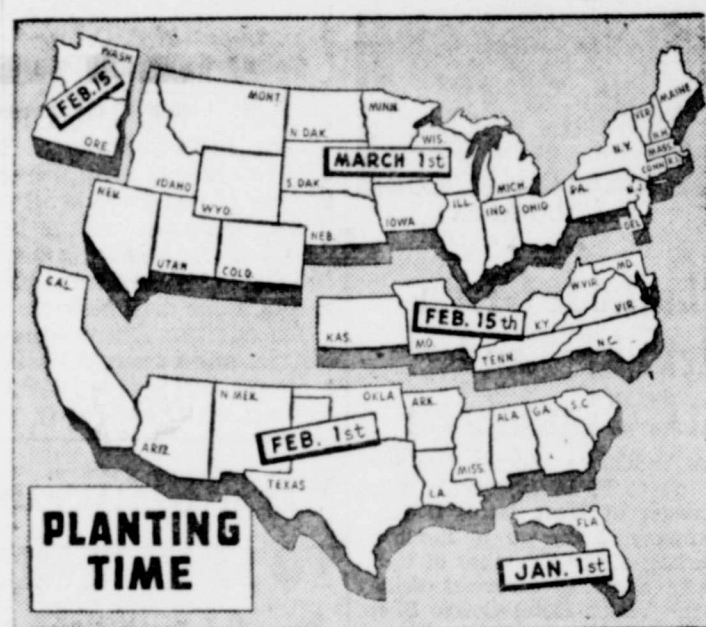 WASH
FEB. 15
ORE.
MONT
N DAK.
MINN.
WIS.
MARCH 1st
IDAHO
WYO.
S. DAK
MICH.
N.Y.
VER.
N.H.
MAINE
MASS.
CONN
R.I.
NEV.
UTAH
COLO.
NEB.
IOWA
ILL.
IND.
OHIO
PA.
N.J.
DEL.
CAL.
KAS.
MO.
FEB. 15th
KY.
W.VIR.
MD.
VIR.
TENN.
N.C.
ARIZ.
N MEX.
OKLA
ARK.
FEB. 1st
TEXAS
LA.
MISS.
ALA.
GA.
S.C.
PLANTING
TIME
FLA
JAN. 1st